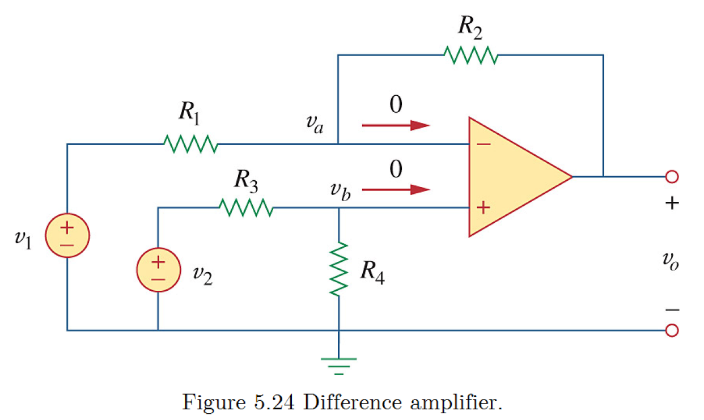 R2
R1
va
0
−
R3
vb
0
+
v1
+
−
+
−
v2
R4
+
vo
−
Figure 5.24 Difference amplifier.